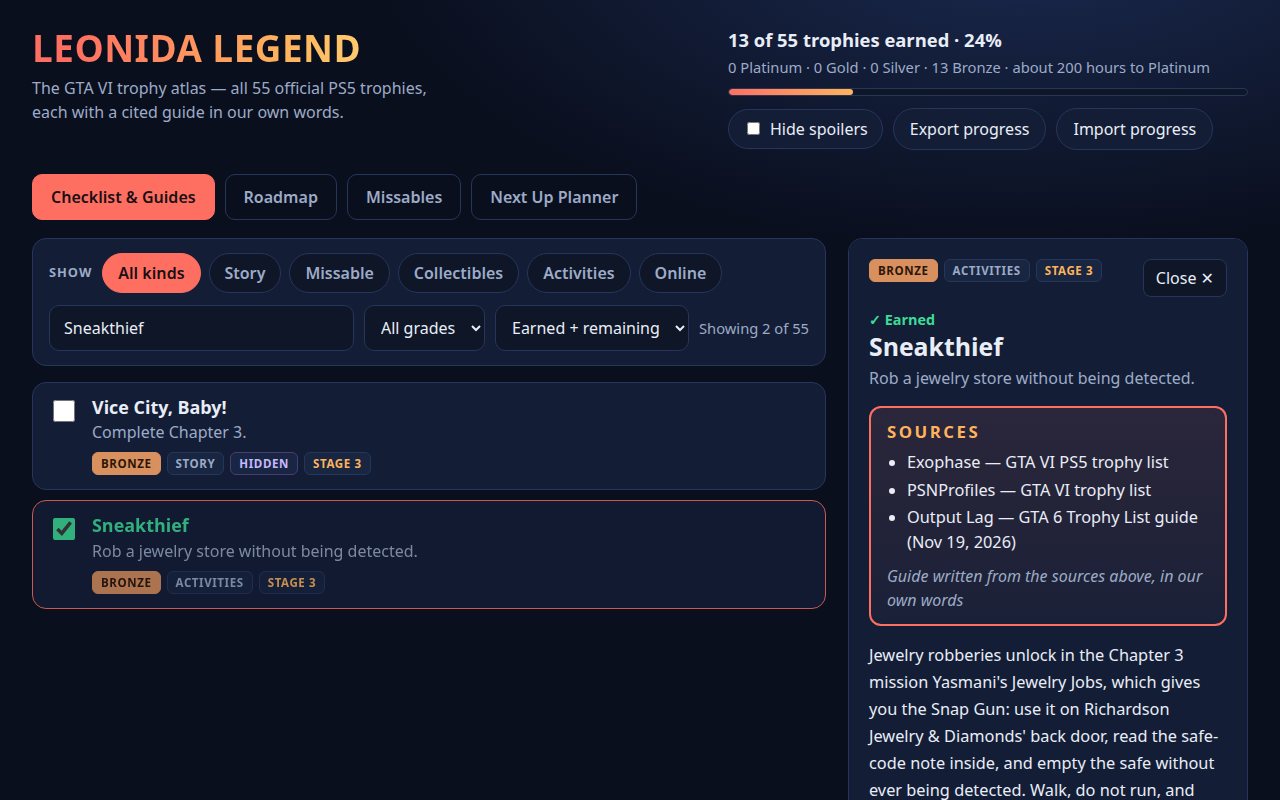 LEONIDA LEGEND
The GTA VI trophy atlas — all 55 official PS5 trophies,
each with a cited guide in our own words.
13 of 55 trophies earned · 24%
0 Platinum · 0 Gold · 0 Silver · 13 Bronze · about 200 hours to Platinum
Hide spoilers
Export progress
Import progress
Checklist & Guides
Roadmap
Missables
Next Up Planner
SHOW
All kinds
Story
Missable
Collectibles
Activities
Online
Sneakthief
All grades
Earned + remaining
Showing 2 of 55
Vice City, Baby!
Complete Chapter 3.
BRONZE
STORY
HIDDEN
STAGE 3
Sneakthief
Rob a jewelry store without being detected.
BRONZE
ACTIVITIES
STAGE 3
BRONZE
ACTIVITIES
STAGE 3
Close ✕
✓ Earned
Sneakthief
Rob a jewelry store without being detected.
SOURCES
• Exophase — GTA VI PS5 trophy list
• PSNProfiles — GTA VI trophy list
• Output Lag — GTA 6 Trophy List guide
(Nov 19, 2026)
Guide written from the sources above, in our
own words
Jewelry robberies unlock in the Chapter 3
mission Yasmani's Jewelry Jobs, which gives
you the Snap Gun: use it on Richardson
Jewelry & Diamonds' back door, read the safe-
code note inside, and empty the safe without
ever being detected. Walk, do not run, and